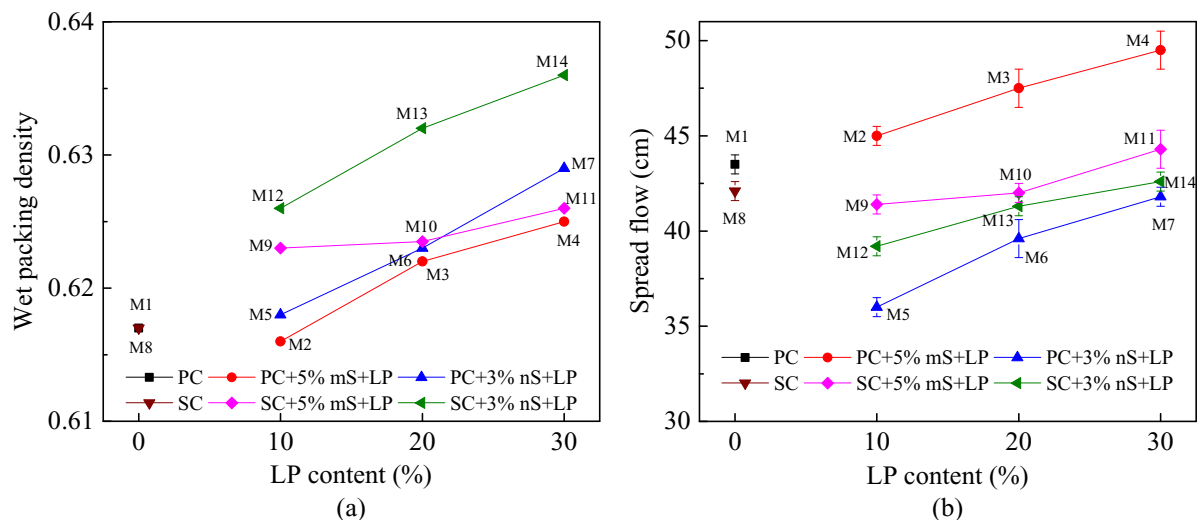 0.64
0.63
0.62
0.61
Wet packing density
M1
M8
M12
M9
M5
M2
M13
M10
M6
M3
M14
M7
M11
M4
PC
PC+5% mS+LP
PC+3% nS+LP
SC
SC+5% mS+LP
SC+3% nS+LP
0
10
20
30
LP content (%)
(a)
50
45
40
35
30
Spread flow (cm)
M1
M8
M2
M9
M12
M5
M3
M10
M13
M6
M4
M11
M14
M7
PC
PC+5% mS+LP
PC+3% nS+LP
SC
SC+5% mS+LP
SC+3% nS+LP
0
10
20
30
LP content (%)
(b)